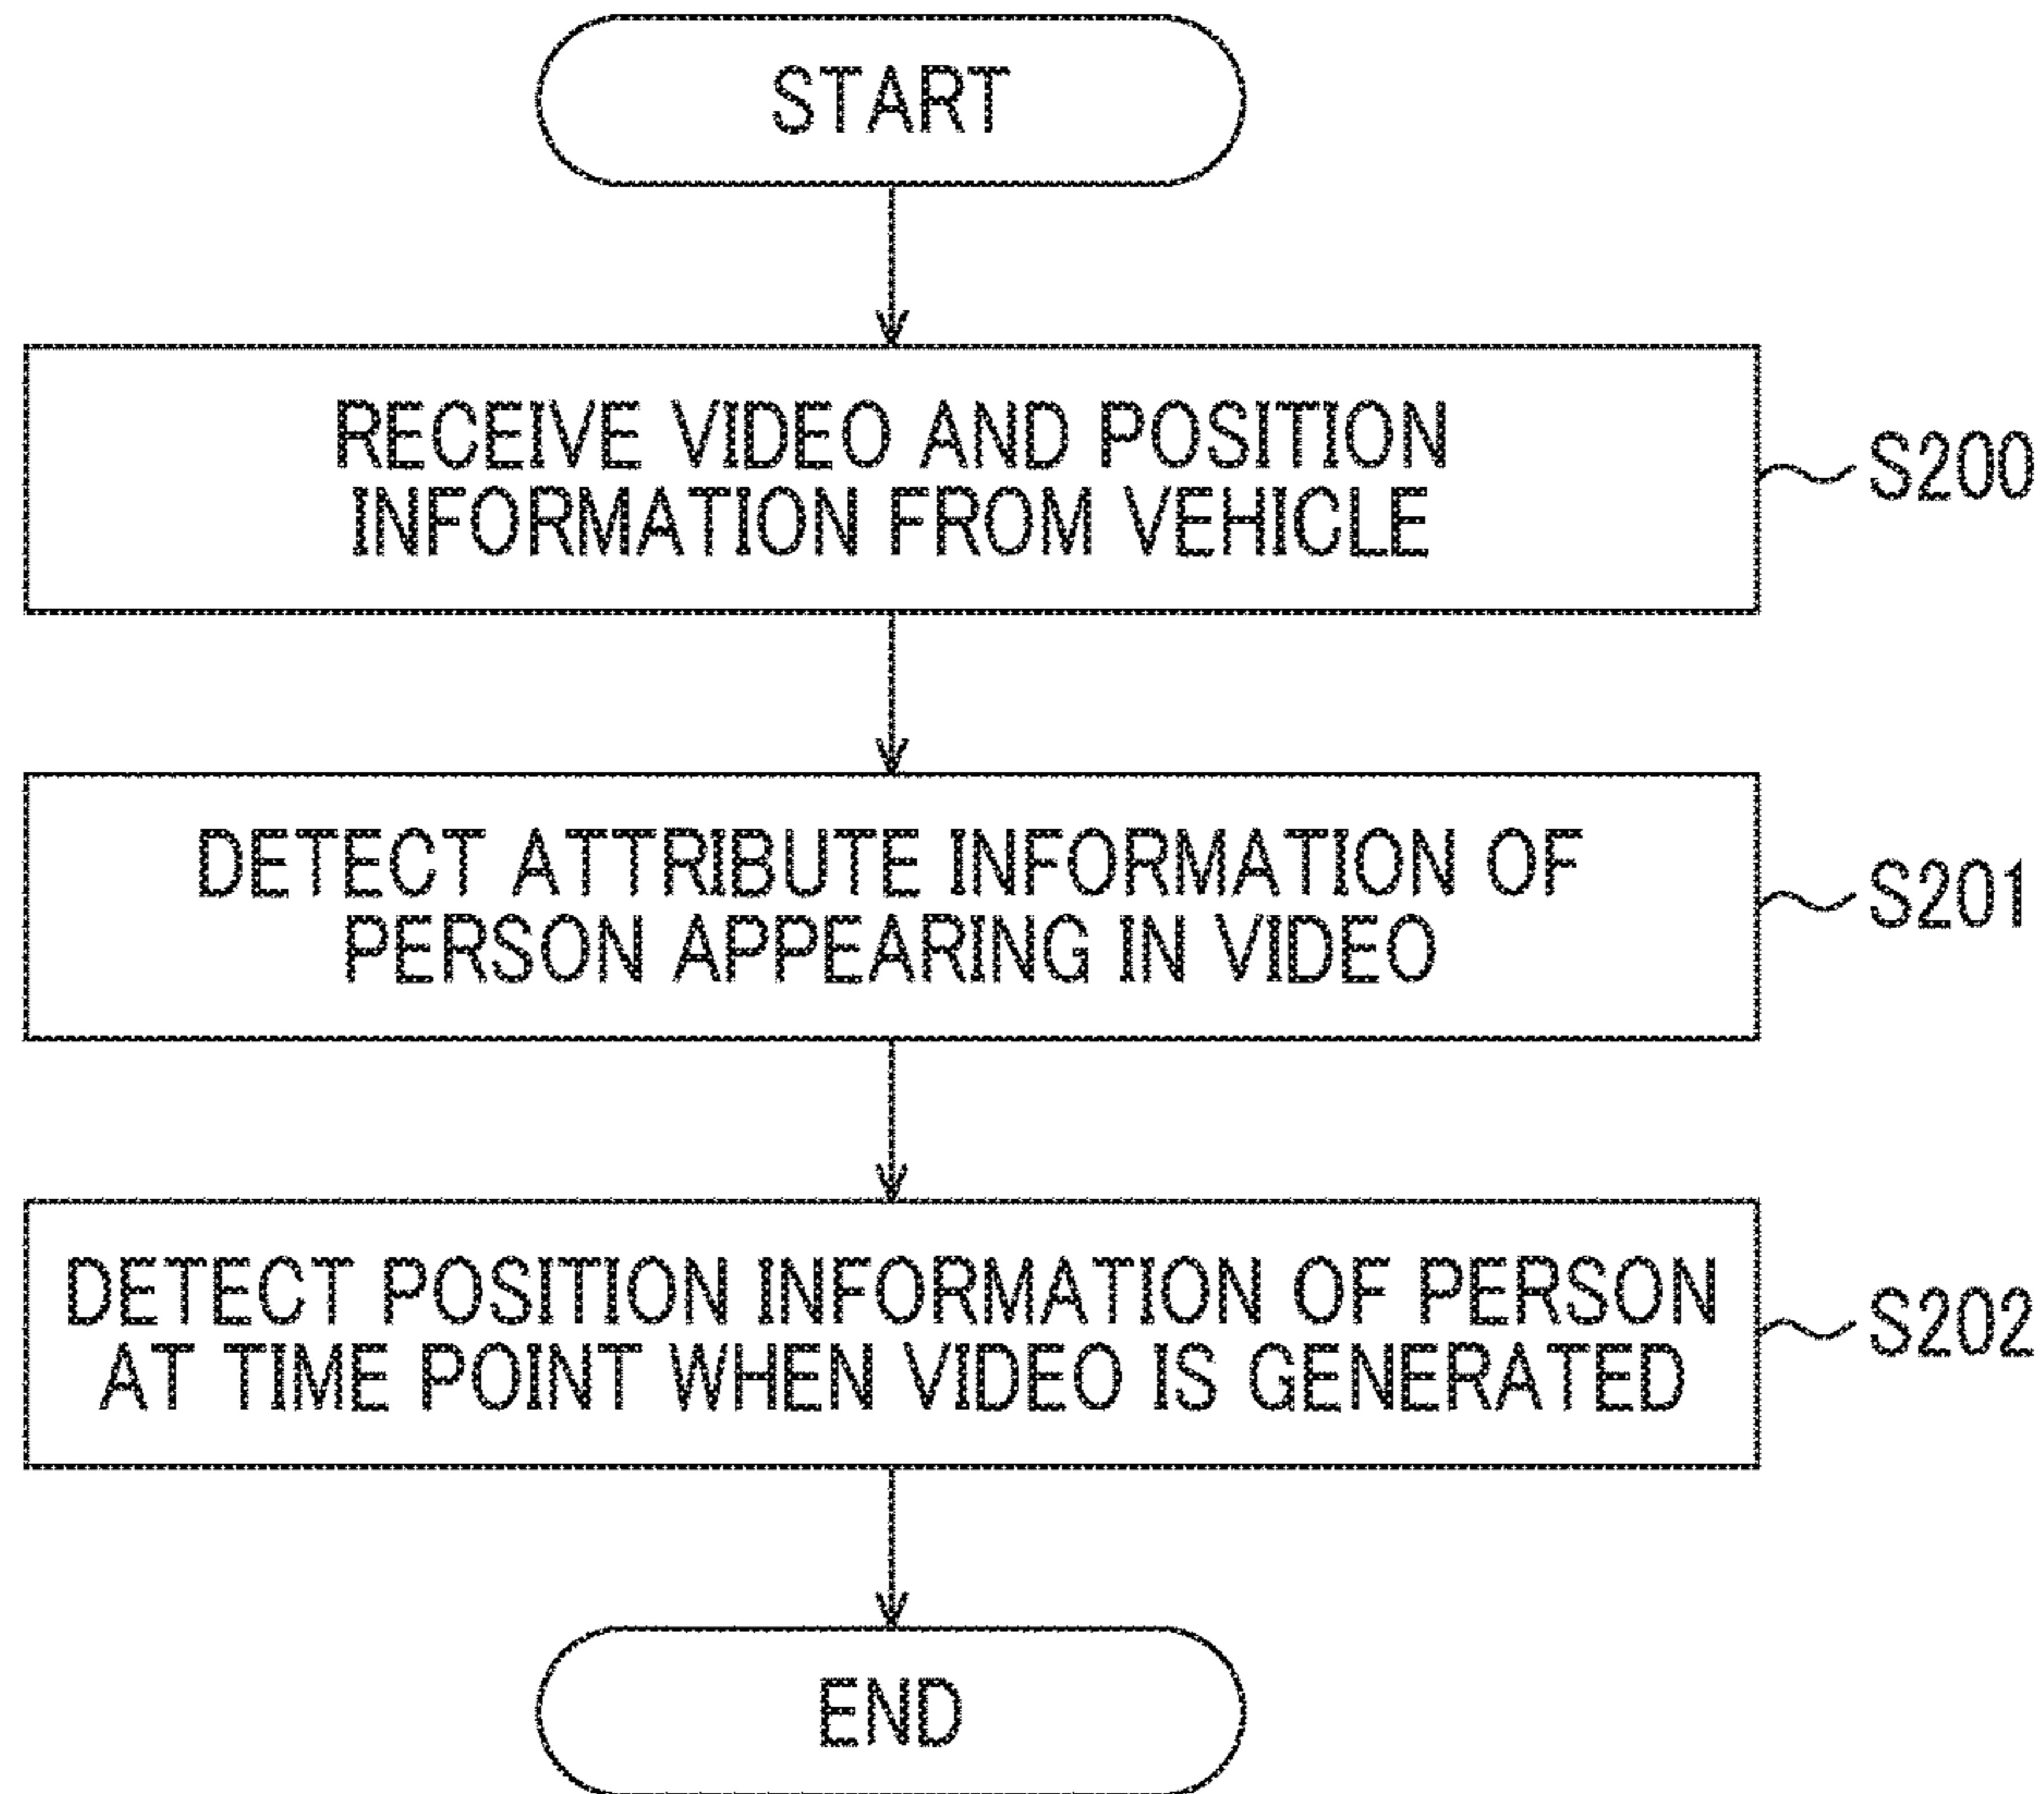 START
RECEIVE VIDEO AND POSITION
INFORMATION FROM VEHICLE
S200
DETECT ATTRIBUTE INFORMATION OF
PERSON APPEARING IN VIDEO
S201
DETECT POSITION INFORMATION OF PERSON
AT TIME POINT WHEN VIDEO IS GENERATED
S202
END